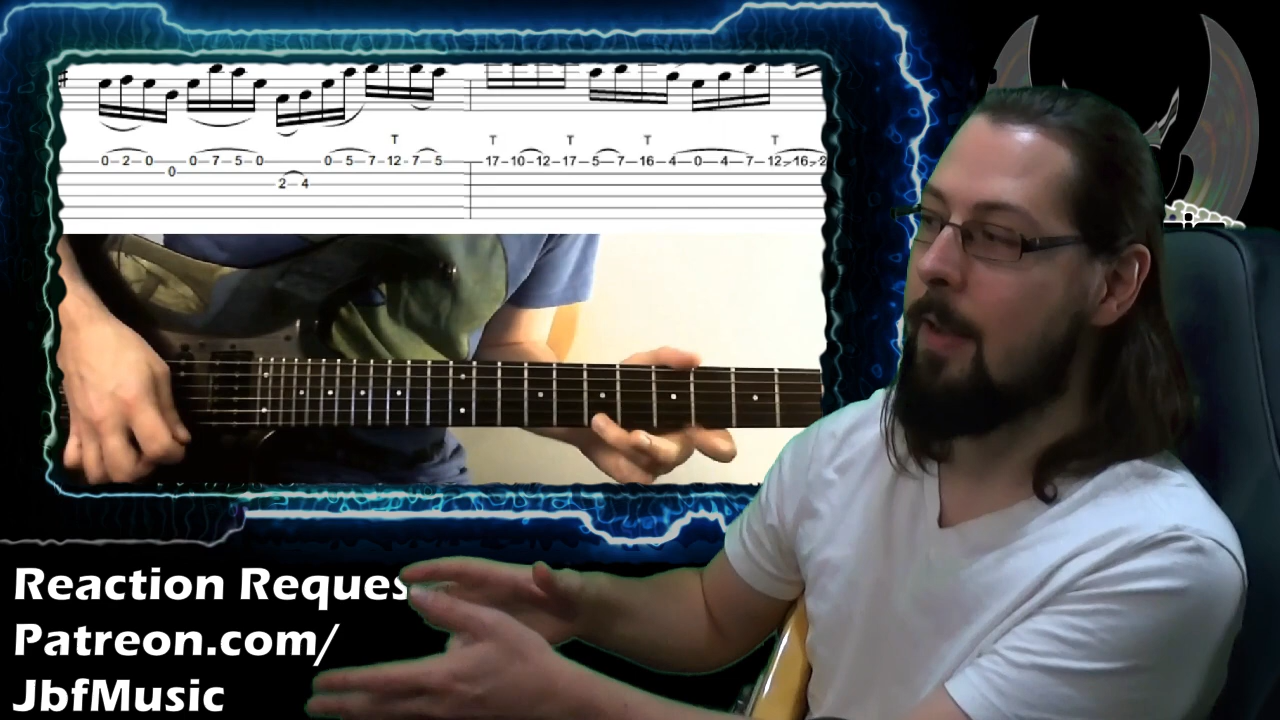 T T T T T
0 2 0 0 7 5 0 0 5 7 12 7 5 17 10 12 17 5 7 16 4 0 4 7 12 16
0
2 4
Reaction Reques
Patreon.com/
JbfMusic